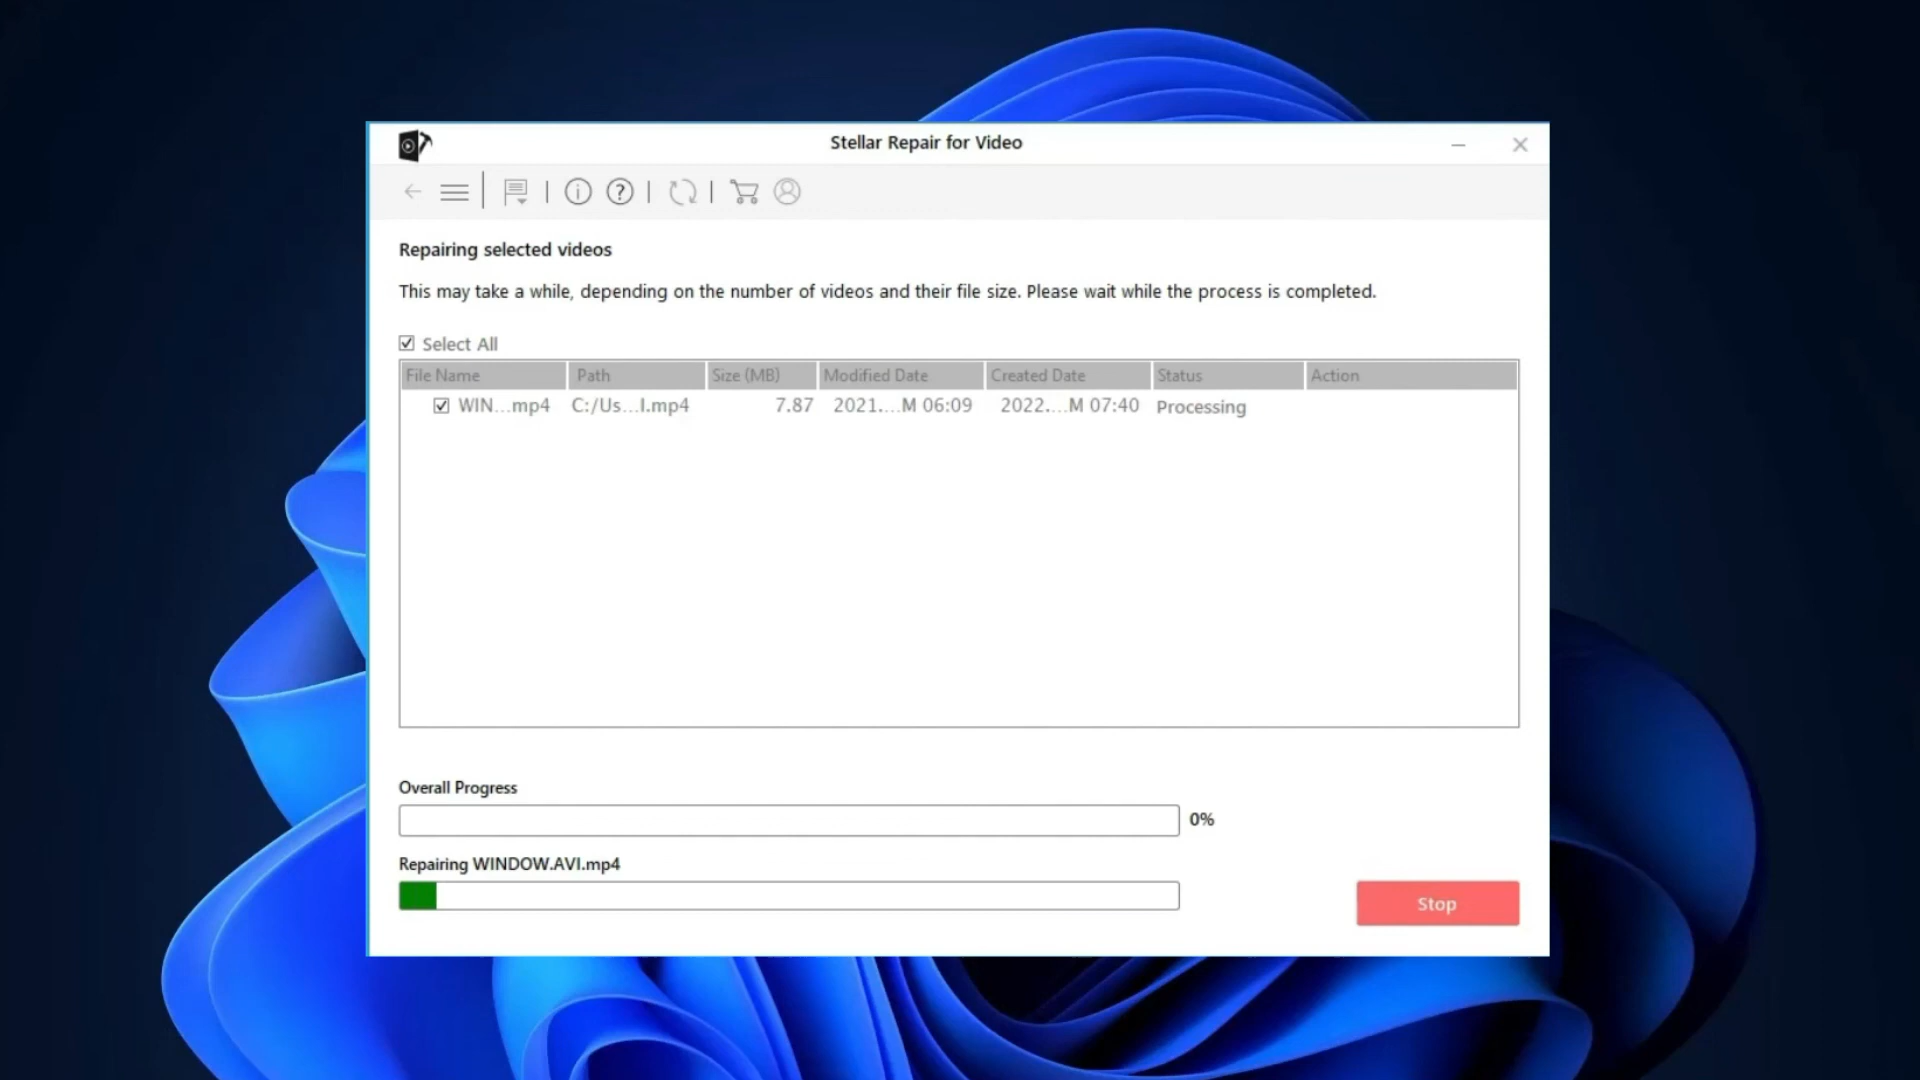 Stellar Repair for Video
Repairing selected videos
This may take a while, depending on the number of videos and their file size. Please wait while the process is completed.
Select All
File Name Path Size (MB) Modified Date Created Date Status Action
WIN...mp4 C:/Us...I.mp4 7.87 2021....M 06:09 2022....M 07:40 Processing
Overall Progress
0%
Repairing WINDOW.AVI.mp4
Stop